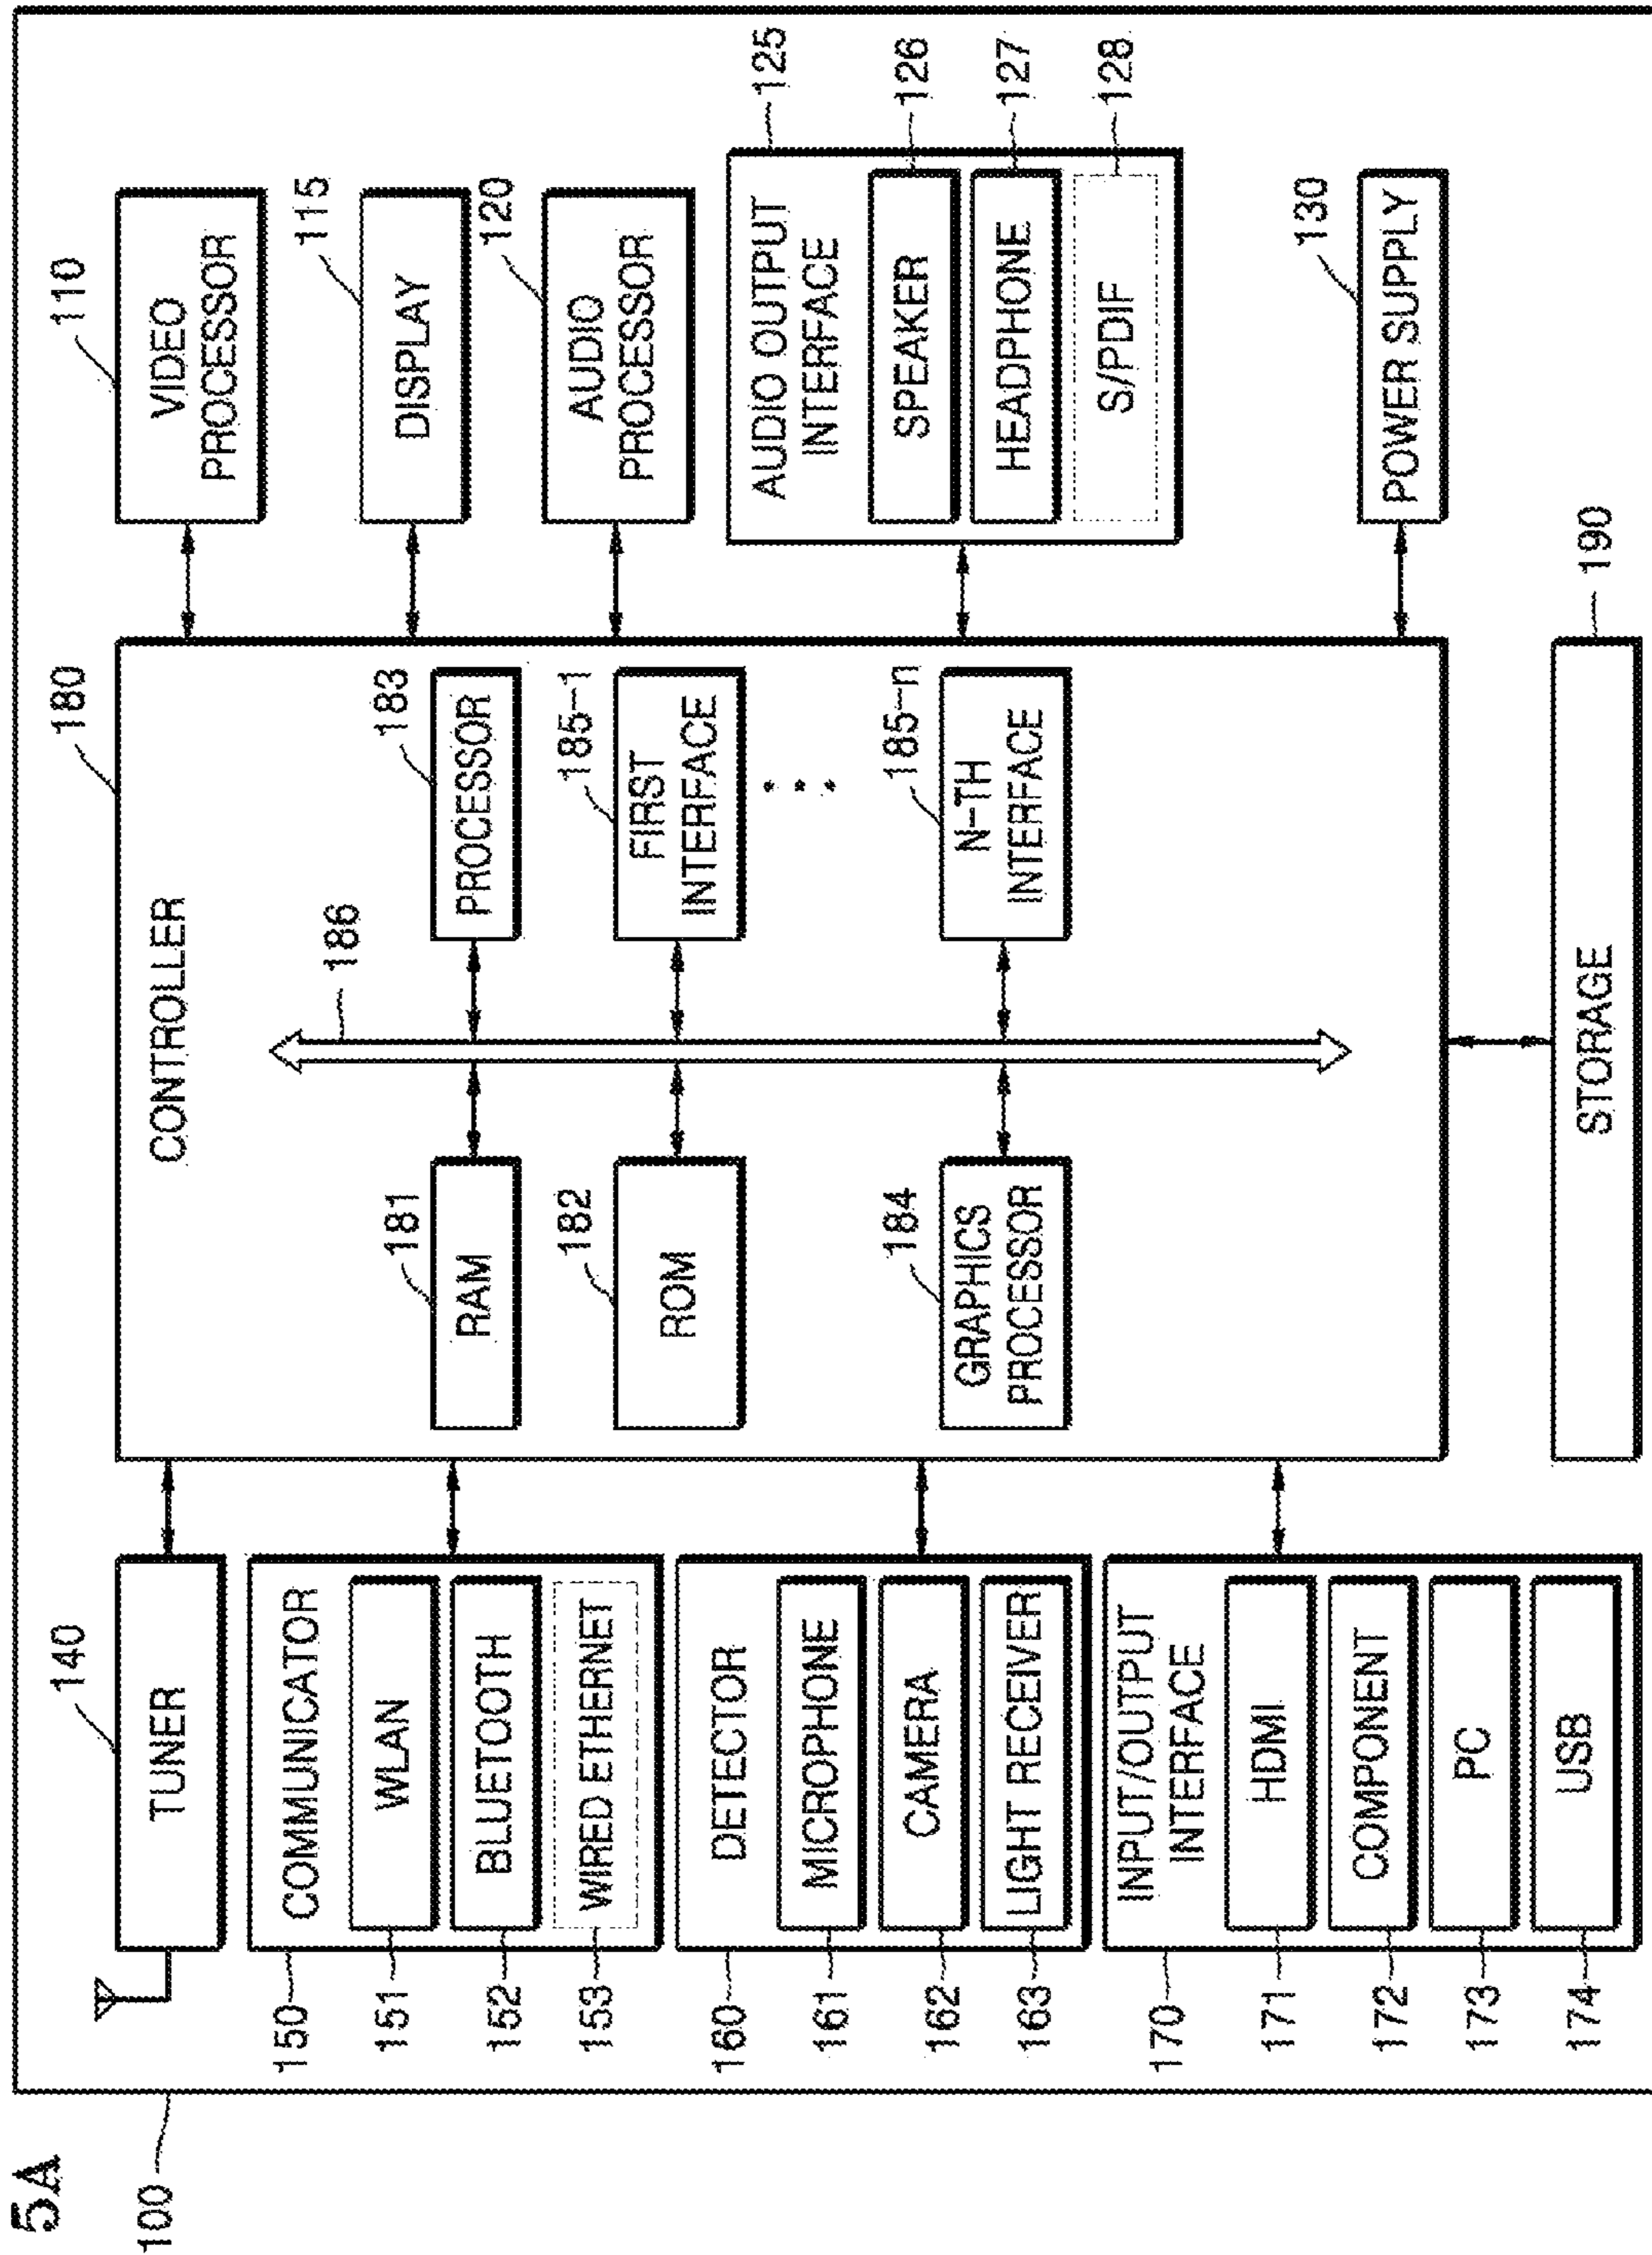 5A
100
140
TUNER
150
COMMUNICATOR
151
WLAN
152
BLUETOOTH
153
WIRED ETHERNET
160
DETECTOR
161
MICROPHONE
162
CAMERA
163
LIGHT RECEIVER
170
INPUT/OUTPUT
INTERFACE
171
HDMI
172
COMPONENT
173
PC
174
USB
180
CONTROLLER
186
181
RAM
182
ROM
184
GRAPHICS
PROCESSOR
183
PROCESSOR
185-1
FIRST
INTERFACE
185-n
N-TH
INTERFACE
190
STORAGE
110
VIDEO
PROCESSOR
115
DISPLAY
120
AUDIO
PROCESSOR
125
AUDIO OUTPUT
INTERFACE
126
SPEAKER
127
HEADPHONE
128
S/PDIF
130
POWER SUPPLY